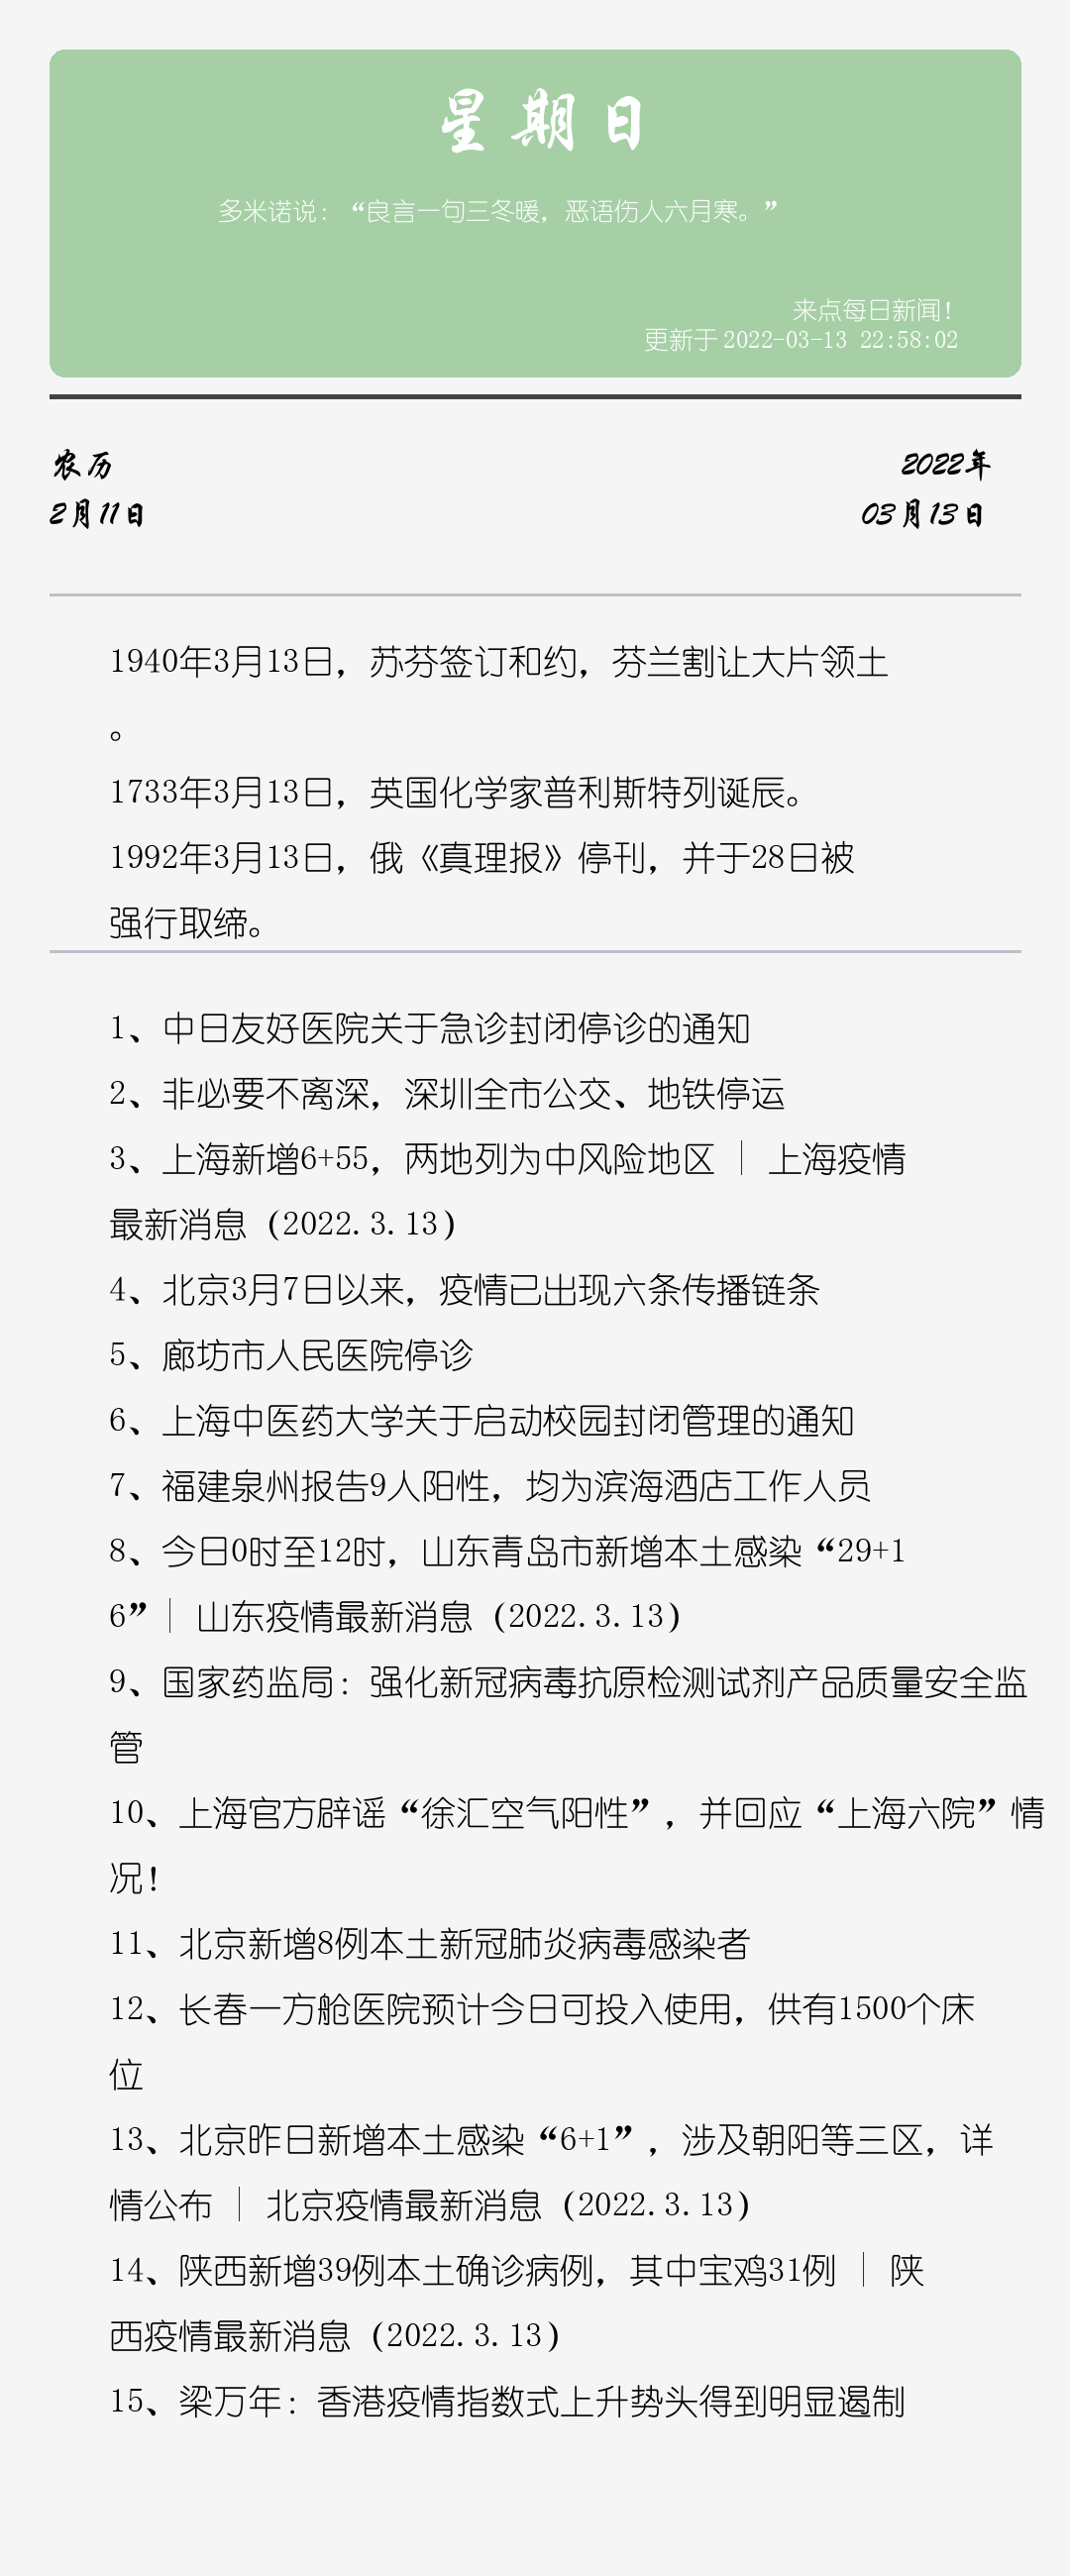 星期日
多米诺说：“良言一句三冬暖，恶语伤人六月寒。”
来点每日新闻！
更新于 2022-03-13 22:58:02
农历
2022年
2月11日
03月13日
1940年3月13日，苏芬签订和约，芬兰割让大片领土
。
1733年3月13日，英国化学家普利斯特列诞辰。
1992年3月13日，俄《真理报》停刊，并于28日被
强行取缔。
1、中日友好医院关于急诊封闭停诊的通知
2、非必要不离深，深圳全市公交、地铁停运
3、上海新增6+55，两地列为中风险地区 | 上海疫情
最新消息（2022.3.13）
4、北京3月7日以来，疫情已出现六条传播链条
5、廊坊市人民医院停诊
6、上海中医药大学关于启动校园封闭管理的通知
7、福建泉州报告9人阳性，均为滨海酒店工作人员
8、今日0时至12时，山东青岛市新增本土感染“29+1
6”| 山东疫情最新消息（2022.3.13）
9、国家药监局：强化新冠病毒抗原检测试剂产品质量安全监
管
10、上海官方辟谣“徐汇空气阳性”，并回应“上海六院”情
况！
11、北京新增8例本土新冠肺炎病毒感染者
12、长春一方舱医院预计今日可投入使用，供有1500个床
位
13、北京昨日新增本土感染“6+1”，涉及朝阳等三区，详
情公布 | 北京疫情最新消息（2022.3.13）
14、陕西新增39例本土确诊病例，其中宝鸡31例 | 陕
西疫情最新消息（2022.3.13）
15、梁万年：香港疫情指数式上升势头得到明显遏制